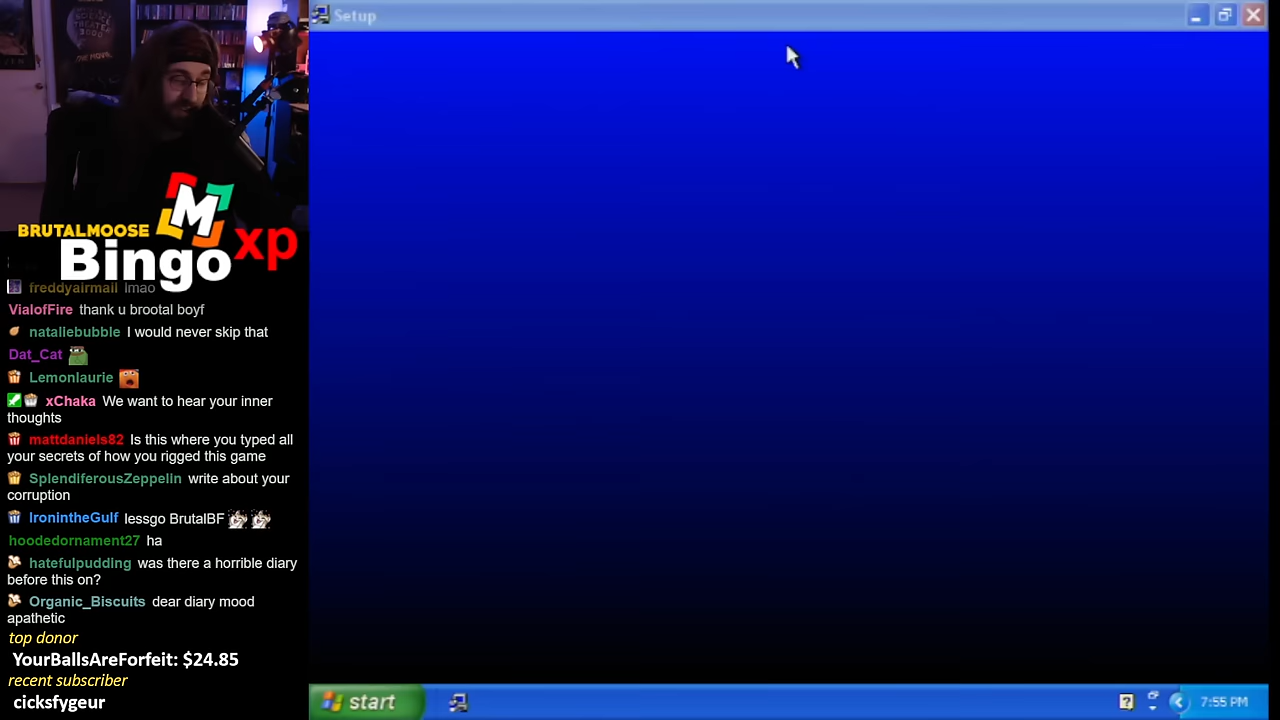 Setup
BRUTALMOOSE
M
Bingo xp
freddyairmail lmao
VialofFire thank u brootal boyf
nataliebubble I would never skip that
Dat_Cat
Lemonlaurie
xChaka We want to hear your inner
thoughts
mattdaniels82 Is this where you typed all
your secrets of how you rigged this game
SplendiferousZeppelin write about your
corruption
IronintheGulf lessgo BrutalBF
hoodedornament27 ha
hatefulpudding was there a horrible diary
before this on?
Organic_Biscuits dear diary mood
apathetic
top donor
YourBallsAreForfeit: $24.85
recent subscriber
cicksfygeur
start
7:55 PM